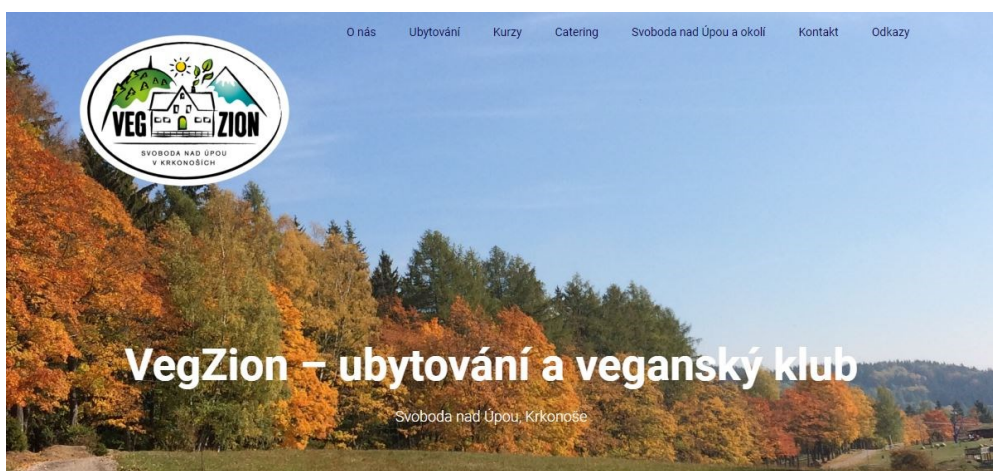 O nás Ubytování Kurzy Catering Svoboda nad Úpou a okolí Kontakt Odkazy
VEG ZION
SVOBODA NAD ÚPOU
V KRKONOŠÍCH
VegZion – ubytování a veganský klub
Svoboda nad Úpou, Krkonoše